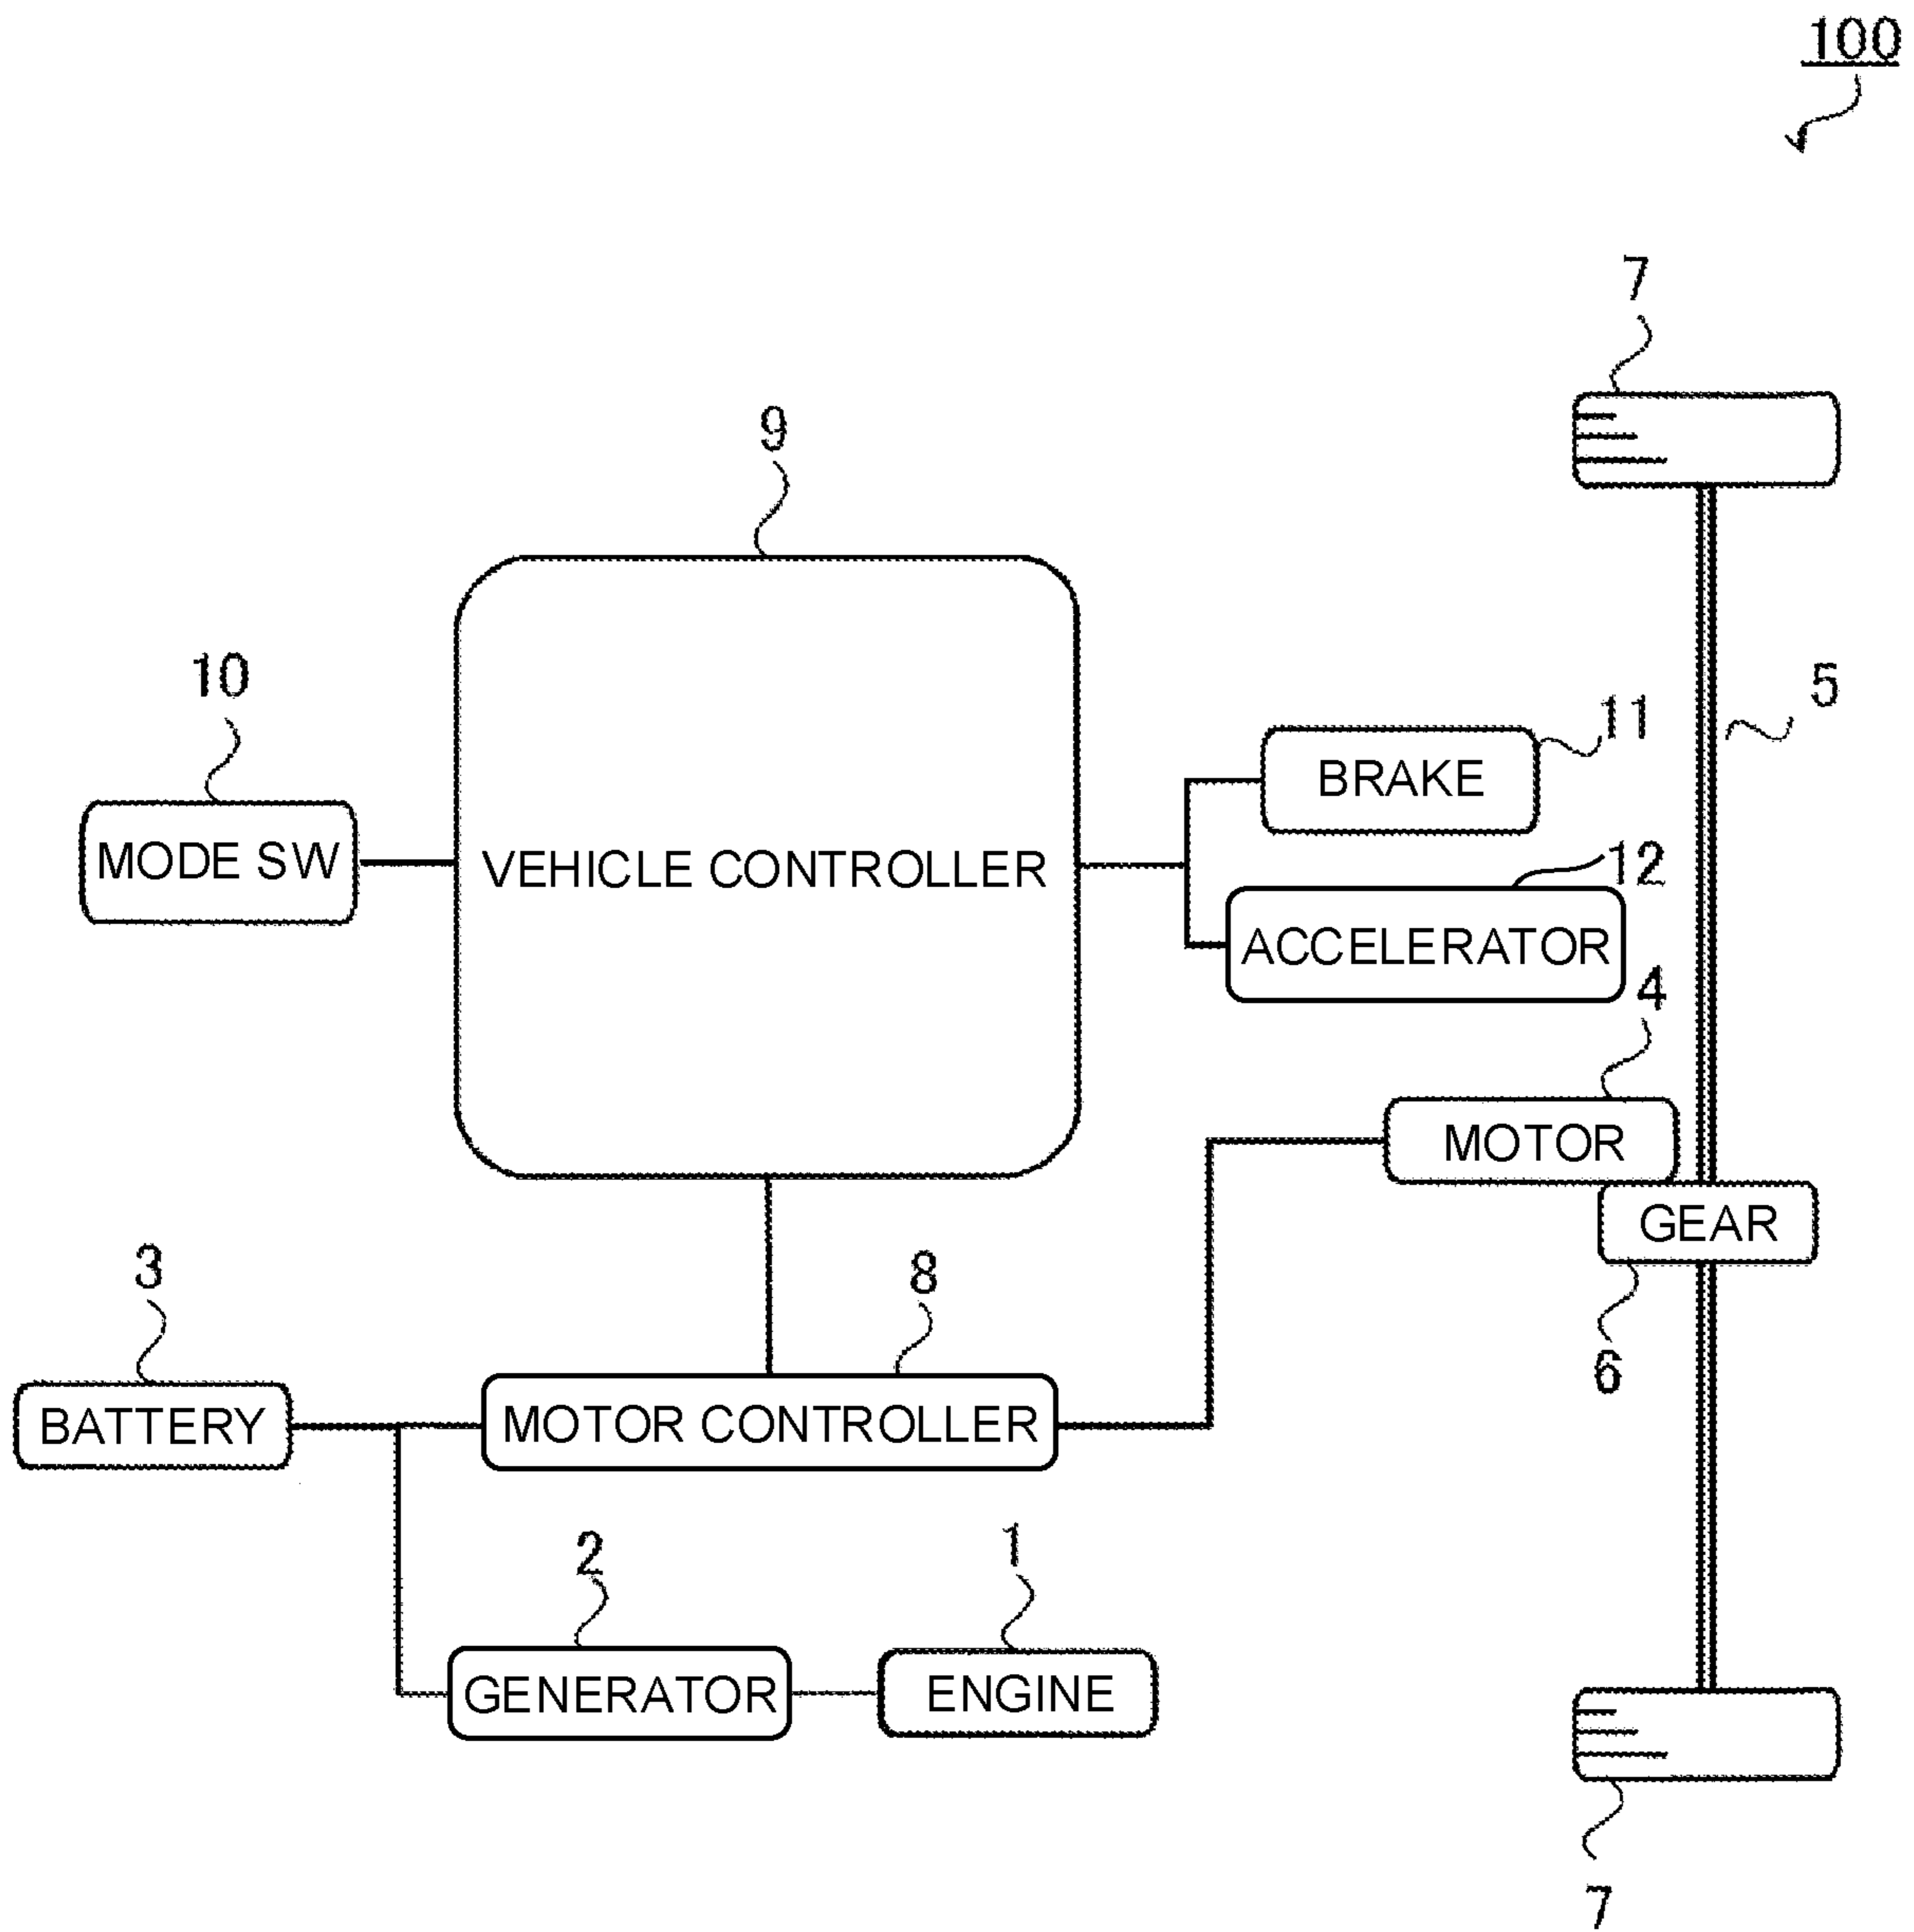 100
7
9
10
5
11
BRAKE
MODE SW
VEHICLE CONTROLLER
12
ACCELERATOR
4
MOTOR
GEAR
3
8
6
BATTERY
MOTOR CONTROLLER
2
1
GENERATOR
ENGINE
7